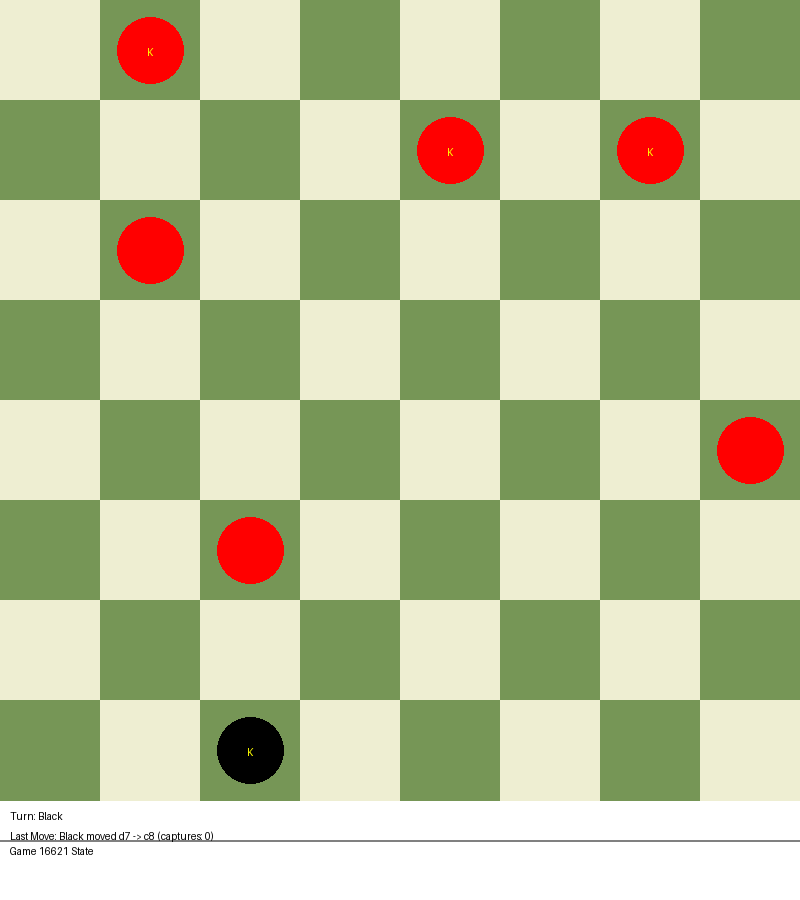 K
K K
K
Turn: Black
Last Move: Black moved d7 -> c8 (captures: 0)
Game 16621 State